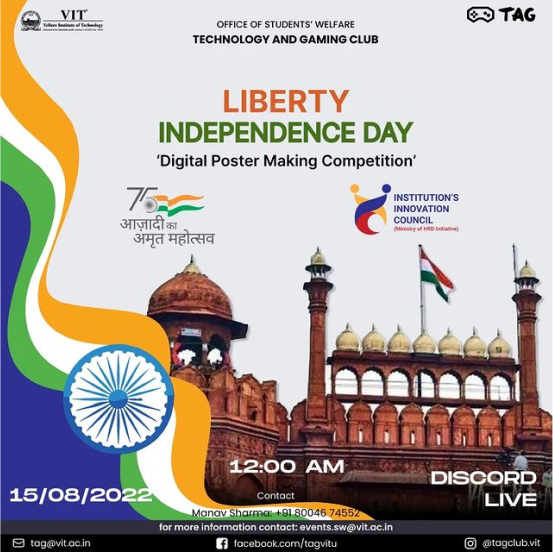 VIT®
Vellore Institute of Technology
OFFICE OF STUDENTS' WELFARE
TECHNOLOGY AND GAMING CLUB
TAG
LIBERTY
INDEPENDENCE DAY
'Digital Poster Making Competition'
75
आज़ादी का
अमृत महोत्सव
INSTITUTION'S
INNOVATION
COUNCIL
(Ministry of HRD Initiative)
12:00 AM
15/08/2022
DISCORD
LIVE
Contact
Manav Sharma: +91 80046 74552
for more information contact: events.sw@vit.ac.in
tag@vit.ac.in
facebook.com/tagvitu
@tagclub.vit